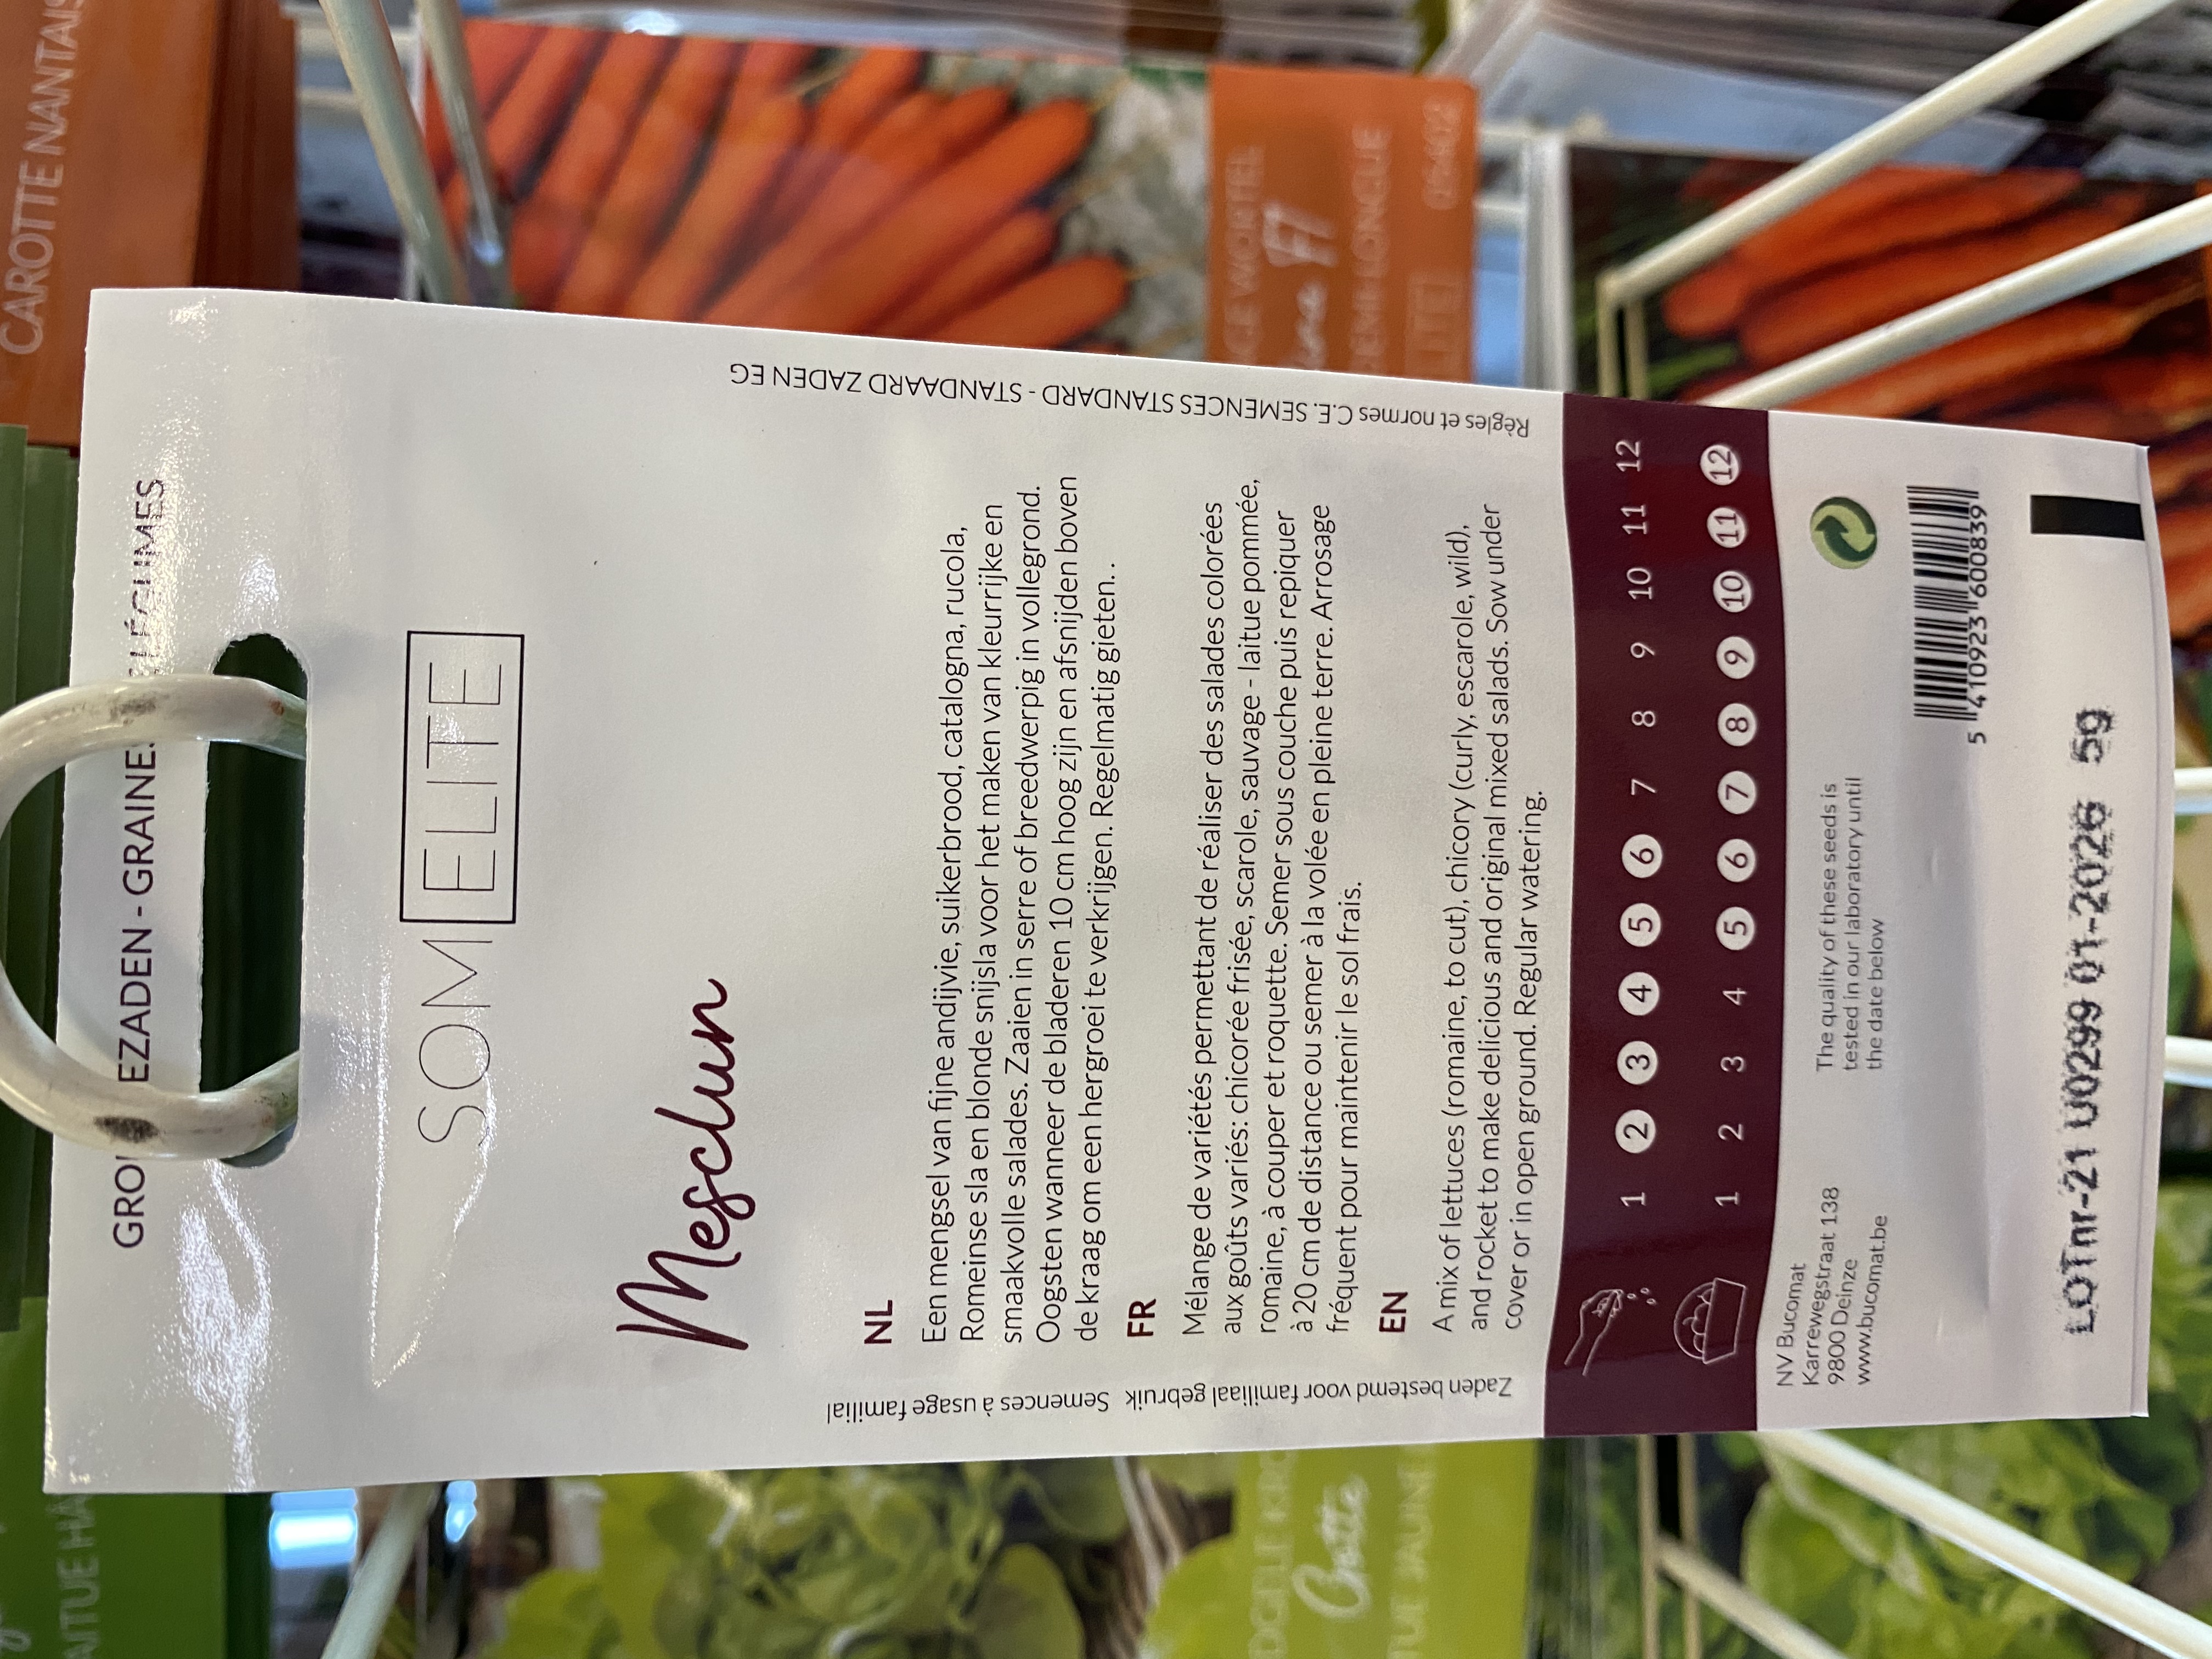 GRO EZADEN - GRAINE LÉGUMES
SOM ELITE
Mesclun
NL
Een mengsel van fijne andijvie, suikerbrood, catalogna, rucola,
Romeinse sla en blonde snijsla voor het maken van kleurrijke en
smaakvolle salades. Zaaien in serre of breedwerpig in vollegrond.
Oogsten wanneer de bladeren 10 cm hoog zijn en afsnijden boven
de kraag om een hergroei te verkrijgen. Regelmatig gieten. .
FR
Mélange de variétés permettant de réaliser des salades colorées
aux goûts variés: chicorée frisée, scarole, sauvage - laitue pommée,
romaine, à couper et roquette. Semer sous couche puis repiquer
à 20 cm de distance ou semer à la volée en pleine terre. Arrosage
fréquent pour maintenir le sol frais.
EN
A mix of lettuces (romaine, to cut), chicory (curly, escarole, wild),
and rocket to make delicious and original mixed salads. Sow under
cover or in open ground. Regular watering.
Zaden bestemd voor familiaal gebruik Semences à usage familial
Règles et normes C.E. SEMENCES STANDARD - STANDAARD ZADEN EG
1 2 3 4 5 6 7 8 9 10 11 12
1 2 3 4 5 6 7 8 9 10 11 12
NV Bucomat
Karrewegstraat 138
9800 Deinze
www.bucomat.be
The quality of these seeds is
tested in our laboratory until
the date below
5 410923 600839
LOTnr-21 U0299 01-2026 5g
CAROTTE NANTAIS
WORTEL
F1
LONGUE
05402
Gotte
JAUNE